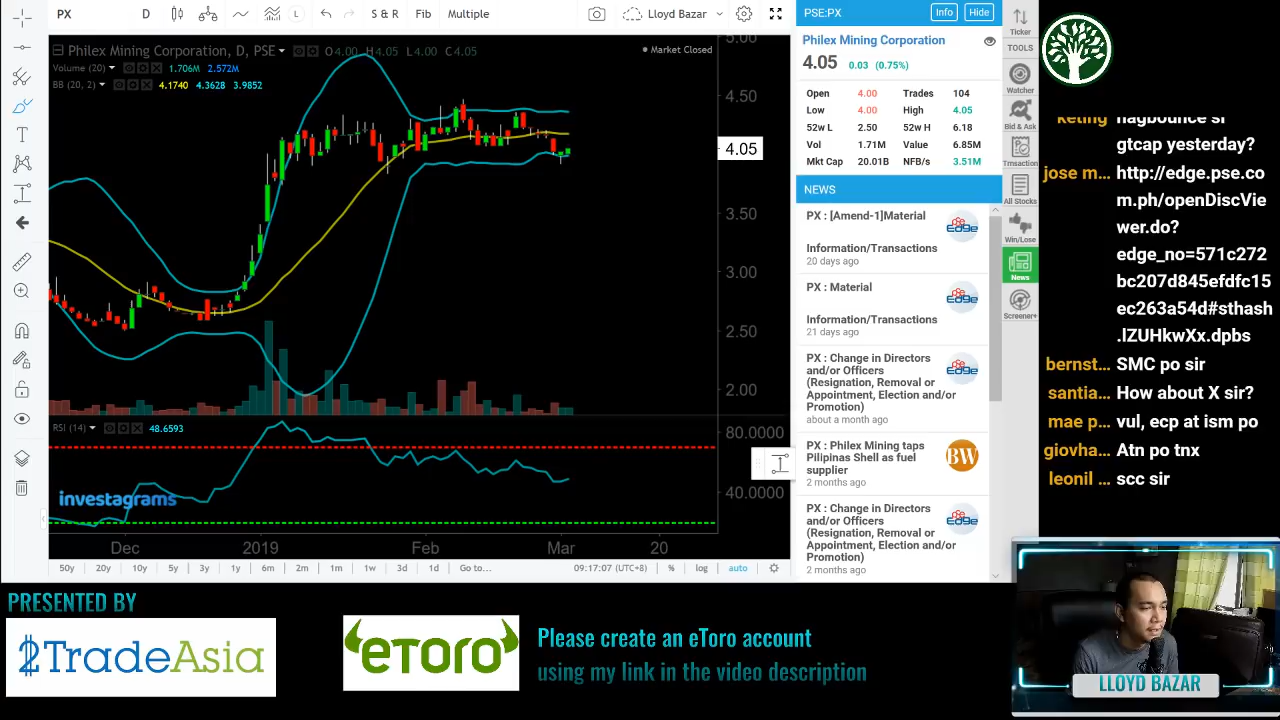 PX
D
L
S & R
Fib
Multiple
Lloyd Bazar
Philex Mining Corporation, D, PSE
O4.00 H4.05 L4.00 C4.05
Market Closed
Volume (20)
1.706M 2.572M
BB (20, 2)
4.1740 4.3628 3.9852
5.00
4.50
4.05
3.50
3.00
2.50
2.00
RSI (14)
48.6593
80.0000
40.0000
investagrams
Dec
2019
Feb
Mar
20
50y
20y
10y
5y
3y
1y
6m
2m
1m
1w
3d
1d
Go to...
09:17:07 (UTC+8)
%
log
auto
PSE:PX
Info
Hide
Philex Mining Corporation
4.05 0.03 (0.75%)
Open 4.00 Trades 104
Low 4.00 High 4.05
52w L 2.50 52w H 6.18
Vol 1.71M Value 6.85M
Mkt Cap 20.01B NFB/s 3.51M
NEWS
PX : [Amend-1]Material
Information/Transactions
20 days ago
EDGE
PX : Material
Information/Transactions
21 days ago
EDGE
PX : Change in Directors
and/or Officers
(Resignation, Removal or
Appointment, Election and/or
Promotion)
about a month ago
EDGE
PX : Philex Mining taps
Pilipinas Shell as fuel
supplier
2 months ago
BW
PX : Change in Directors
and/or Officers
(Resignation, Removal or
Appointment, Election and/or
Promotion)
2 months ago
EDGE
Ticker
TOOLS
Watcher
Bid & Ask
Trnsaction
All Stocks
Win/Lose
News
Screener+
gtcap yesterday?
jose m... http://edge.pse.co
m.ph/openDiscVie
wer.do?
edge_no=571c272
bc207d845efdfc15
ec263a54d#sthash
.lZUHkwXx.dpbs
bernst... SMC po sir
santia... How about X sir?
mae p... vul, ecp at ism po
giovha... Atn po tnx
leonil ... scc sir
PRESENTED BY
2TradeAsia
eToro
Please create an eToro account
using my link in the video description
LLOYD BAZAR